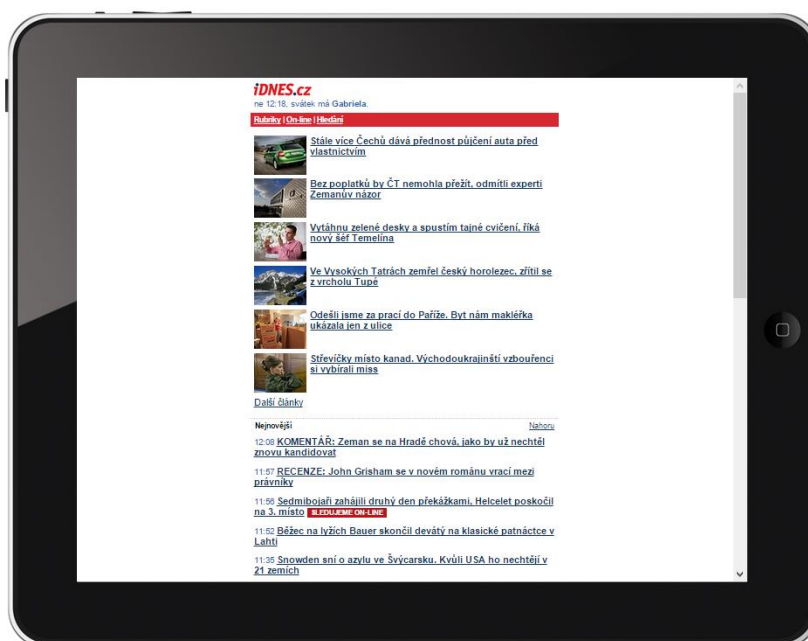 iDNES.cz
ne 12:18, svátek má Gabriela.
Rubriky | On-line | Hledání
Stále více Čechů dává přednost půjčení auta před
vlastnictvím
Bez poplatků by ČT nemohla přežít, odmítli experti
Zemanův názor
Vytáhnu zelené desky a spustím tajné cvičení, říká
nový šéf Temelína
Ve Vysokých Tatrách zemřel český horolezec, zřítil se
z vrcholu Tupé
Odešli jsme za prací do Paříže. Byt nám makléřka
ukázala jen z ulice
Střevíčky místo kanad. Východoukrajinští vzbouřenci
si vybírali miss
Další články
Nejnovější Nahoru
12:08 KOMENTÁŘ: Zeman se na Hradě chová, jako by už nechtěl
znovu kandidovat
11:57 RECENZE: John Grisham se v novém románu vrací mezi
právníky
11:56 Sedmibojaři zahájili druhý den překážkami, Helcelet poskočil
na 3. místo SLEDUJEME ON-LINE
11:52 Běžec na lyžích Bauer skončil devátý na klasické patnáctce v
Lahti
11:35 Snowden sní o azylu ve Švýcarsku. Kvůli USA ho nechtějí v
21 zemích